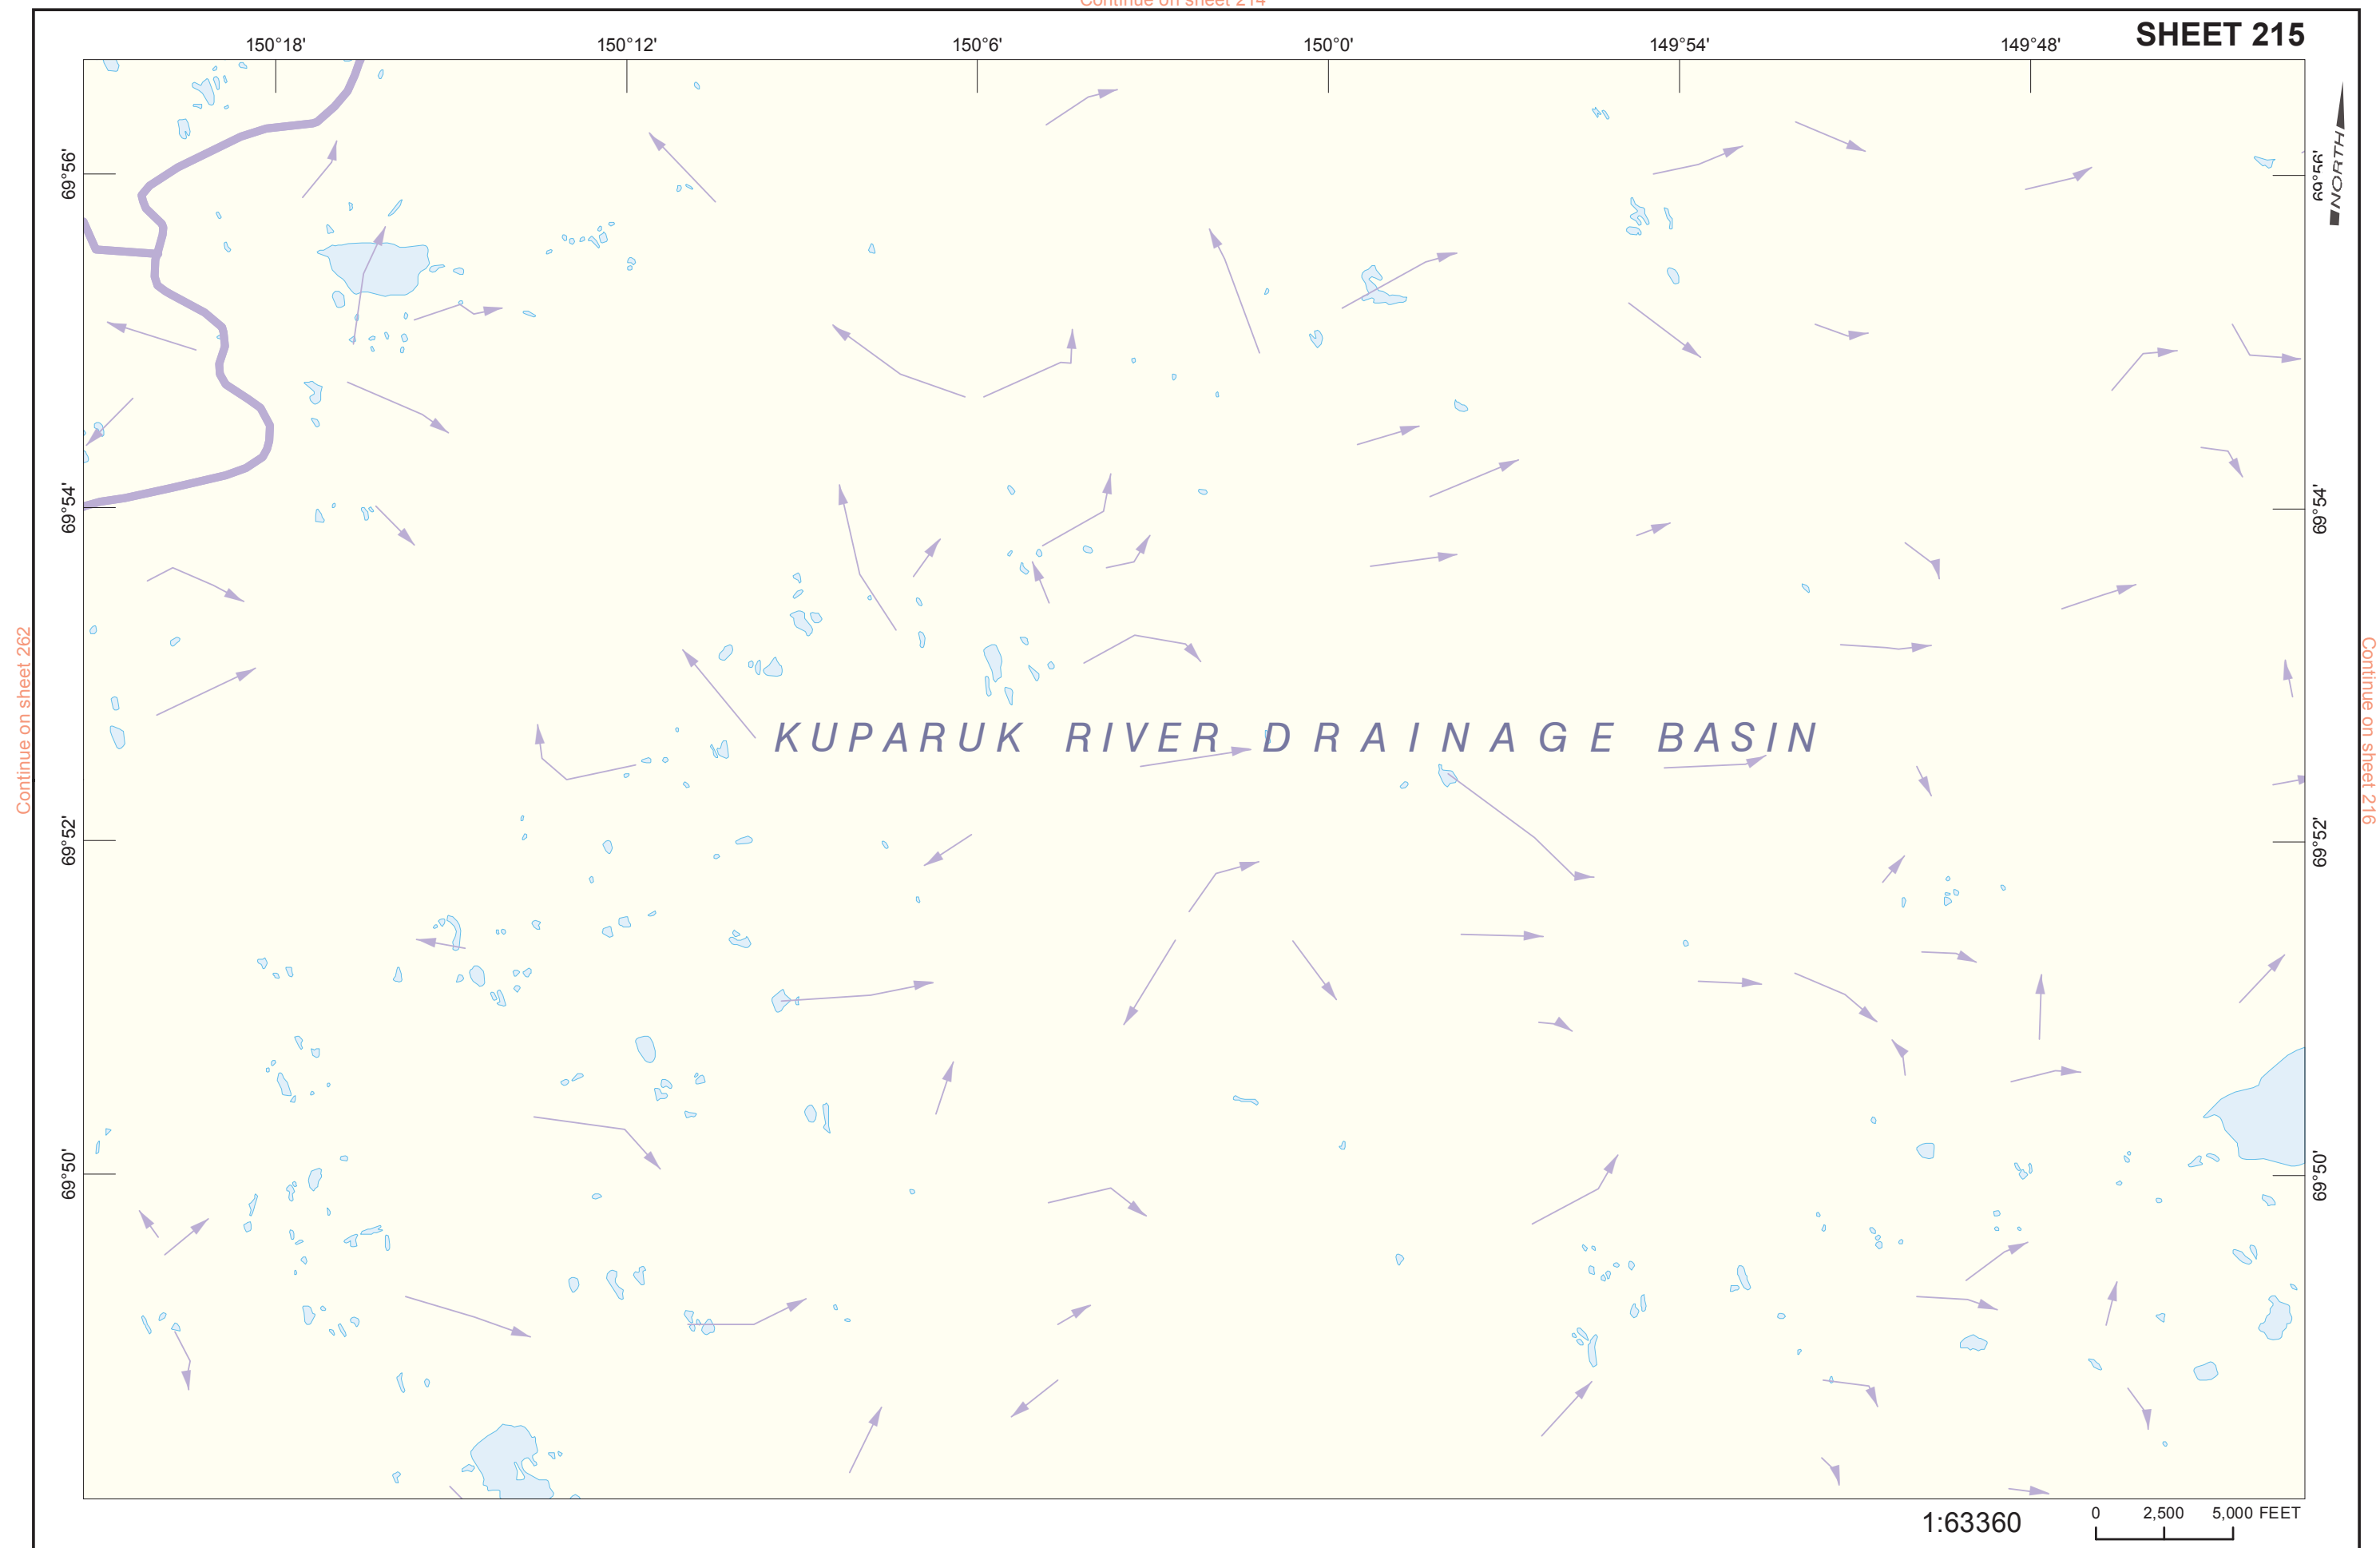 Continue on sheet 214
SHEET 215
150°18' 150°12' 150°6' 150°0' 149°54' 149°48'
NORTH
69°56' 69°56'
69°54' 69°54'
Continue on sheet 262
Continue on sheet 216
KUPARUK RIVER DRAINAGE BASIN
69°52' 69°52'
69°50' 69°50'
1:63360
0 2,500 5,000 FEET